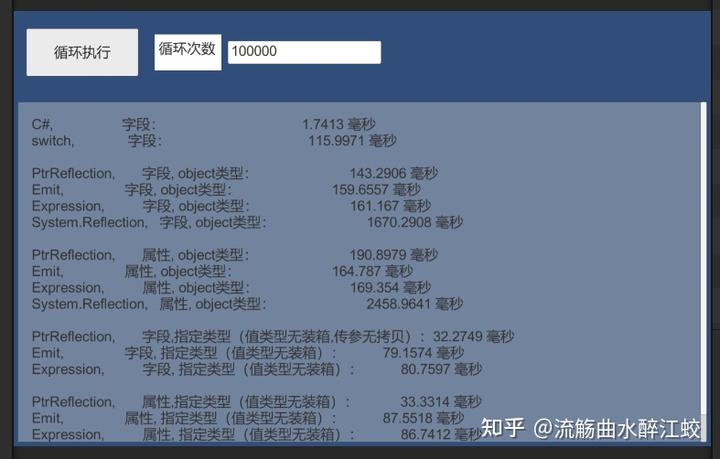 循环执行
循环次数
100000
C#, 字段: 1.7413 毫秒
switch, 字段: 115.9971 毫秒
PtrReflection, 字段, object类型: 143.2906 毫秒
Emit, 字段, object类型: 159.6557 毫秒
Expression, 字段, object类型: 161.167 毫秒
System.Reflection, 字段, object类型: 1670.2908 毫秒
PtrReflection, 属性, object类型: 190.8979 毫秒
Emit, 属性, object类型: 164.787 毫秒
Expression, 属性, object类型: 169.354 毫秒
System.Reflection, 属性, object类型: 2458.9641 毫秒
PtrReflection, 字段,指定类型（值类型无装箱,传参无拷贝）: 32.2749 毫秒
Emit, 字段, 指定类型（值类型无装箱）: 79.1574 毫秒
Expression, 字段, 指定类型（值类型无装箱）: 80.7597 毫秒
PtrReflection, 属性,指定类型（值类型无装箱）: 33.3314 毫秒
Emit, 属性, 指定类型（值类型无装箱）: 87.5518 毫秒
Expression, 属性, 指定类型（值类型无装箱）: 86.7412 毫秒
知乎 @流觞曲水醉江蛟